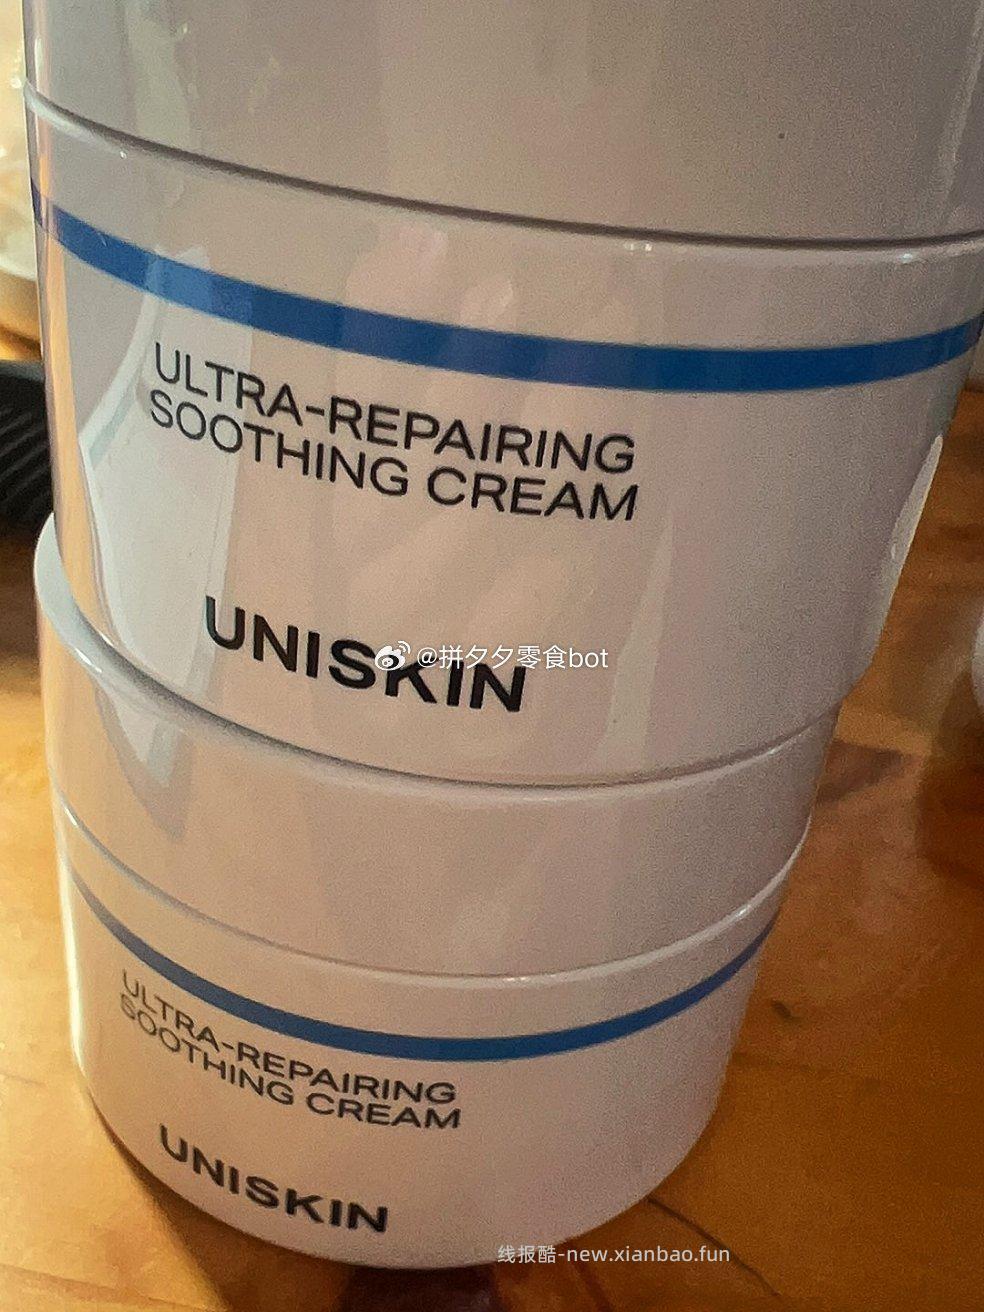 ULTRA-REPAIRING
SOOTHING CREAM
UNISKIN
@拼夕夕零食bot
ULTRA-REPAIRING
SOOTHING CREAM
UNISKIN
线报酷-new.xianbao.fun